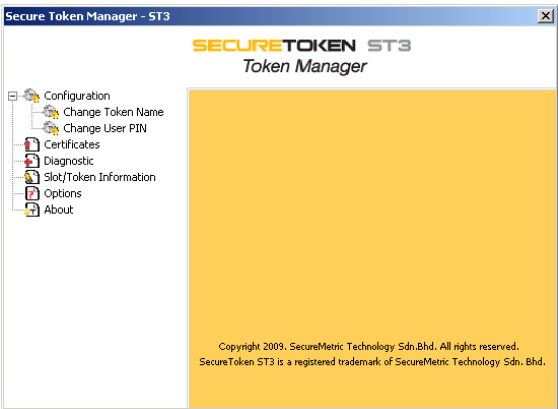 Secure Token Manager - ST3
SECURETOKEN ST3
Token Manager
Configuration
Change Token Name
Change User PIN
Certificates
Diagnostic
Slot/Token Information
Options
About
Copyright 2009. SecureMetric Technology Sdn.Bhd. All rights reserved.
SecureToken ST3 is a registered trademark of SecureMetric Technology Sdn. Bhd.